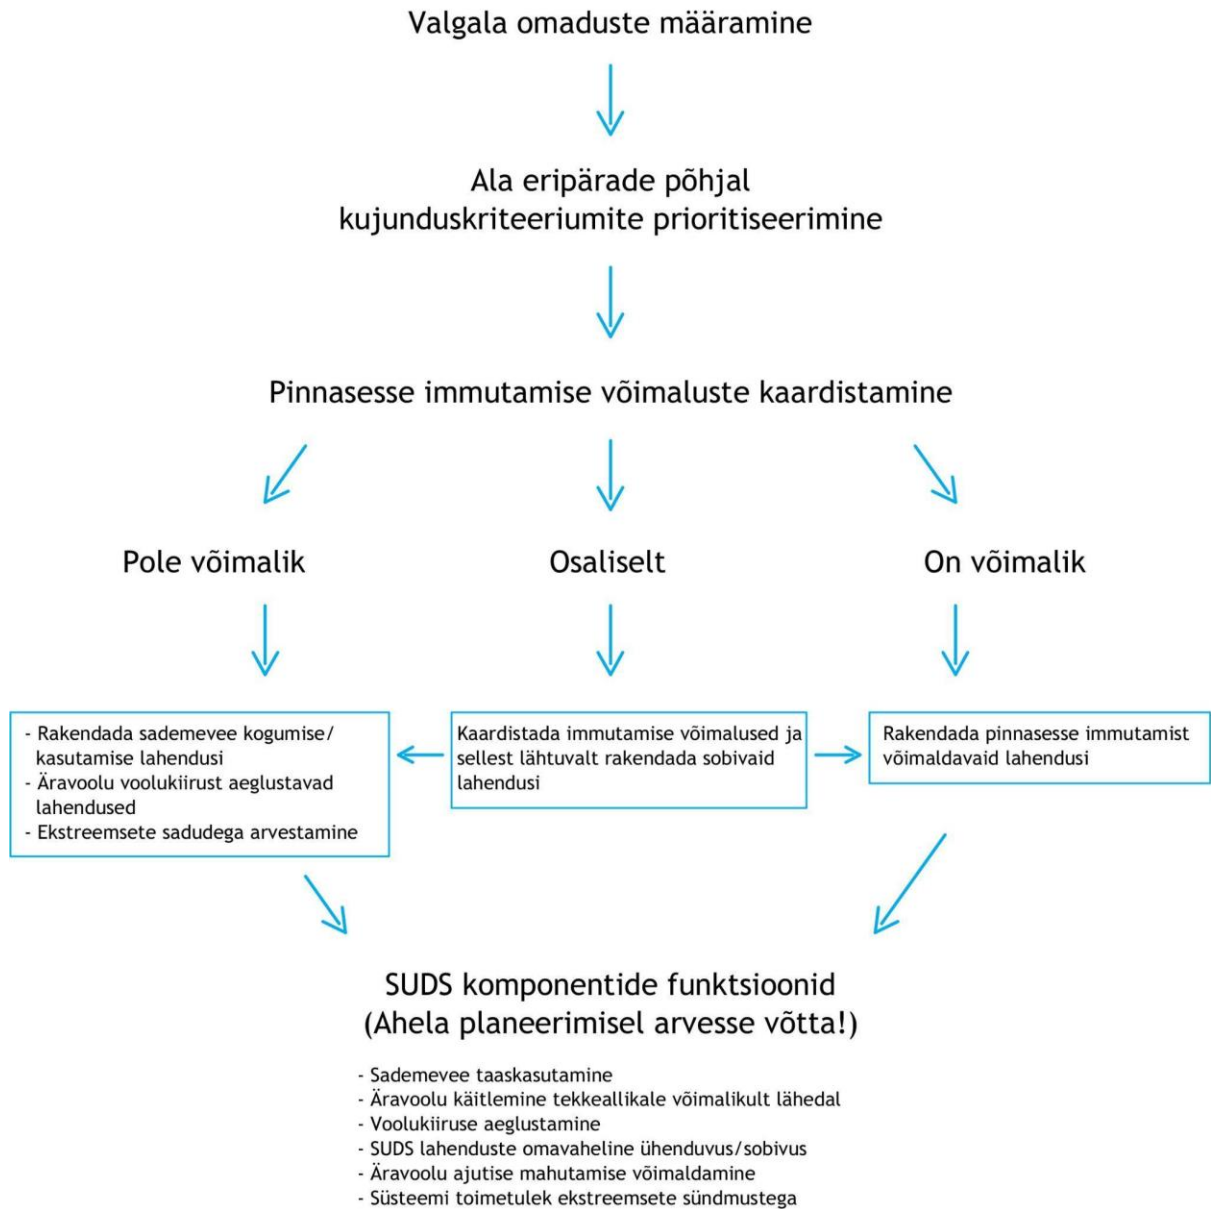 Valgala omaduste määramine
Ala eripärade põhjal
kujunduskriteeriumite prioritiseerimine
Pinnasesse immutamise võimaluste kaardistamine
Pole võimalik
Osaliselt
On võimalik
- Rakendada sademevee kogumise/
kasutamise lahendusi
- Äravoolu voolukiirust aeglustavad
lahendused
- Ekstreemsete sadudega arvestamine
Kaardistada immutamise võimalused ja
sellest lähtuvalt rakendada sobivaid
lahendusi
Rakendada pinnasesse immutamist
võimaldavaid lahendusi
SUDS komponentide funktsioonid
(Ahela planeerimisel arvesse võtta!)
- Sademevee taaskasutamine
- Äravoolu käitlemine tekkeallikale võimalikult lähedal
- Voolukiiruse aeglustamine
- SUDS lahenduste omavaheline ühenduvus/sobivus
- Äravoolu ajutise mahutamise võimaldamine
- Süsteemi toimetulek ekstreemsete sündmustega